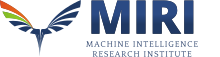 MIRI
MACHINE INTELLIGENCE
RESEARCH INSTITUTE